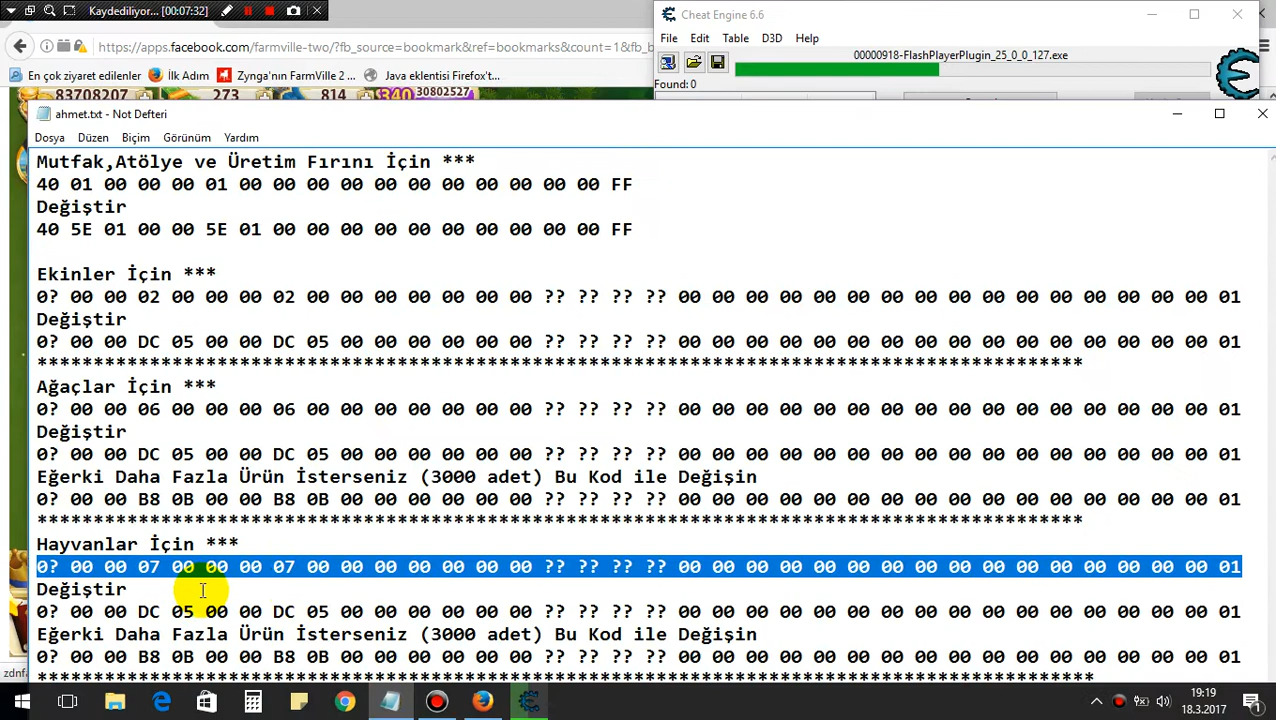 Kaydediliyor... 00:07:32
Cheat Engine 6.6
File Edit Table D3D Help
https://apps.facebook.com/farmville-two/?fb_source=bookmark&ref=bookmarks&count=1&fb_b
00000918-FlashPlayerPlugin_25_0_0_127.exe
En çok ziyaret edilenler İlk Adım Zynga'nın FarmVille 2 ... Java eklentisi Firefox't...
Found: 0
83708207 273 814 340 30802527
ahmet.txt - Not Defteri
Dosya Düzen Biçim Görünüm Yardım
Mutfak,Atölye ve Üretim Fırını İçin ***
40 01 00 00 00 01 00 00 00 00 00 00 00 00 00 00 00 FF
Değiştir
40 5E 01 00 00 5E 01 00 00 00 00 00 00 00 00 00 00 FF
Ekinler İçin ***
0? 00 00 02 00 00 00 02 00 00 00 00 00 00 00 ?? ?? ?? ?? 00 00 00 00 00 00 00 00 00 00 00 00 00 00 00 00 01
Değiştir
0? 00 00 DC 05 00 00 DC 05 00 00 00 00 00 00 ?? ?? ?? ?? 00 00 00 00 00 00 00 00 00 00 00 00 00 00 00 00 01
*********************************************************************************************
Ağaçlar İçin ***
0? 00 00 06 00 00 00 06 00 00 00 00 00 00 00 ?? ?? ?? ?? 00 00 00 00 00 00 00 00 00 00 00 00 00 00 00 00 01
Değiştir
0? 00 00 DC 05 00 00 DC 05 00 00 00 00 00 00 ?? ?? ?? ?? 00 00 00 00 00 00 00 00 00 00 00 00 00 00 00 00 01
Eğerki Daha Fazla Ürün İsterseniz (3000 adet) Bu Kod ile Değişin
0? 00 00 B8 0B 00 00 B8 0B 00 00 00 00 00 00 ?? ?? ?? ?? 00 00 00 00 00 00 00 00 00 00 00 00 00 00 00 00 01
*********************************************************************************************
Hayvanlar İçin ***
0? 00 00 07 00 00 00 07 00 00 00 00 00 00 00 ?? ?? ?? ?? 00 00 00 00 00 00 00 00 00 00 00 00 00 00 00 00 01
Değiştir
0? 00 00 DC 05 00 00 DC 05 00 00 00 00 00 00 ?? ?? ?? ?? 00 00 00 00 00 00 00 00 00 00 00 00 00 00 00 00 01
Eğerki Daha Fazla Ürün İsterseniz (3000 adet) Bu Kod ile Değişin
0? 00 00 B8 0B 00 00 B8 0B 00 00 00 00 00 00 ?? ?? ?? ?? 00 00 00 00 00 00 00 00 00 00 00 00 00 00 00 00 01
**********************************************************************************************
zdnfa
19:19
18.3.2017
1